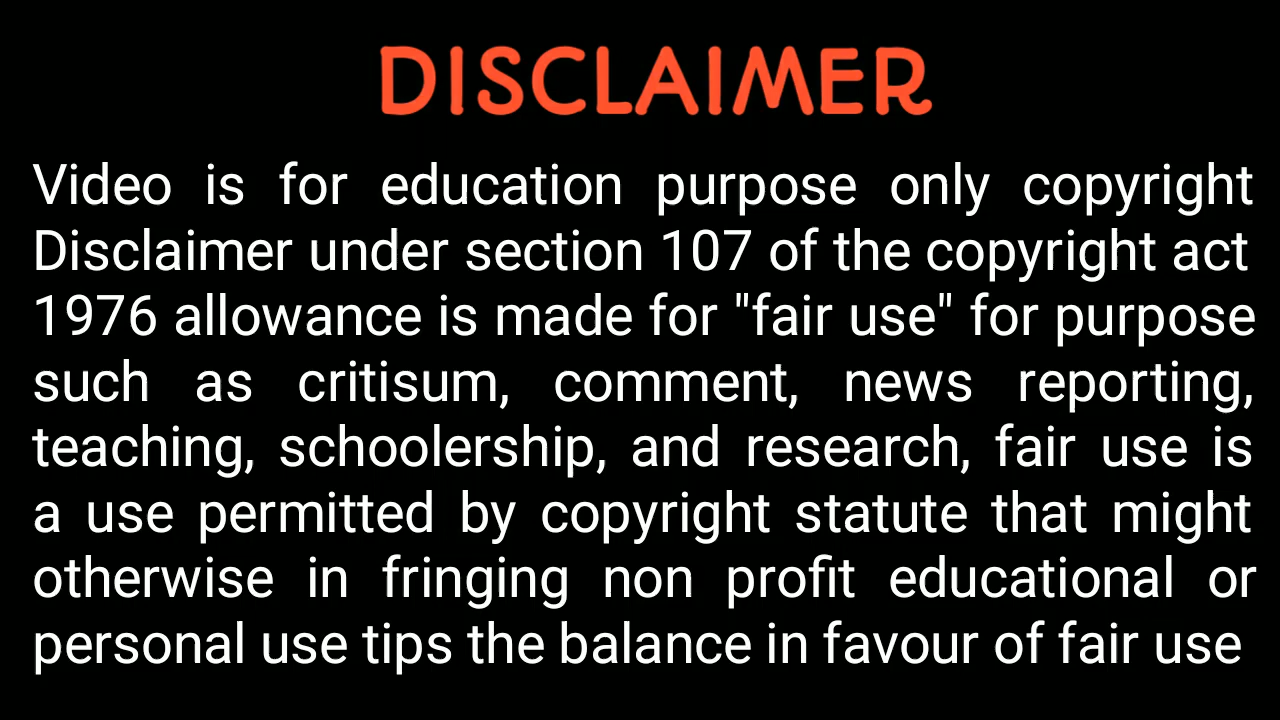 DISCLAIMER
Video is for education purpose only copyright
Disclaimer under section 107 of the copyright act
1976 allowance is made for "fair use" for purpose
such as critisum, comment, news reporting,
teaching, schoolership, and research, fair use is
a use permitted by copyright statute that might
otherwise in fringing non profit educational or
personal use tips the balance in favour of fair use